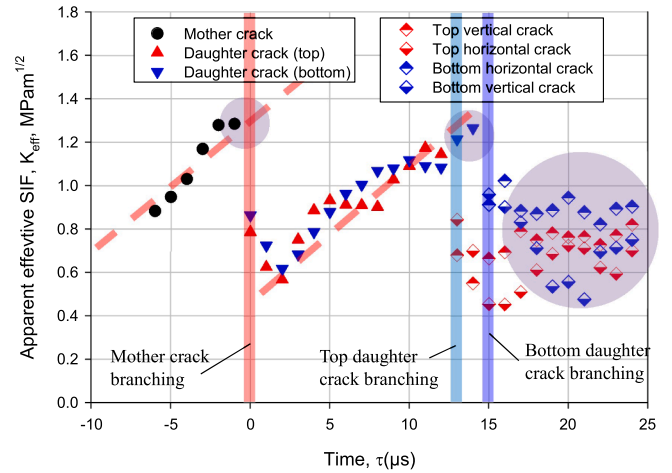 Apparent effevtive SIF, K_eff, MPam^1/2
1.8
1.6
1.4
1.2
1.0
0.8
0.6
0.4
0.2
0.0
Mother crack
Daughter crack (top)
Daughter crack (bottom)
Top vertical crack
Top horizontal crack
Bottom horizontal crack
Bottom vertical crack
Mother crack
branching
Top daughter
crack branching
Bottom daughter
crack branching
-10
-5
0
5
10
15
20
25
Time, τ(μs)